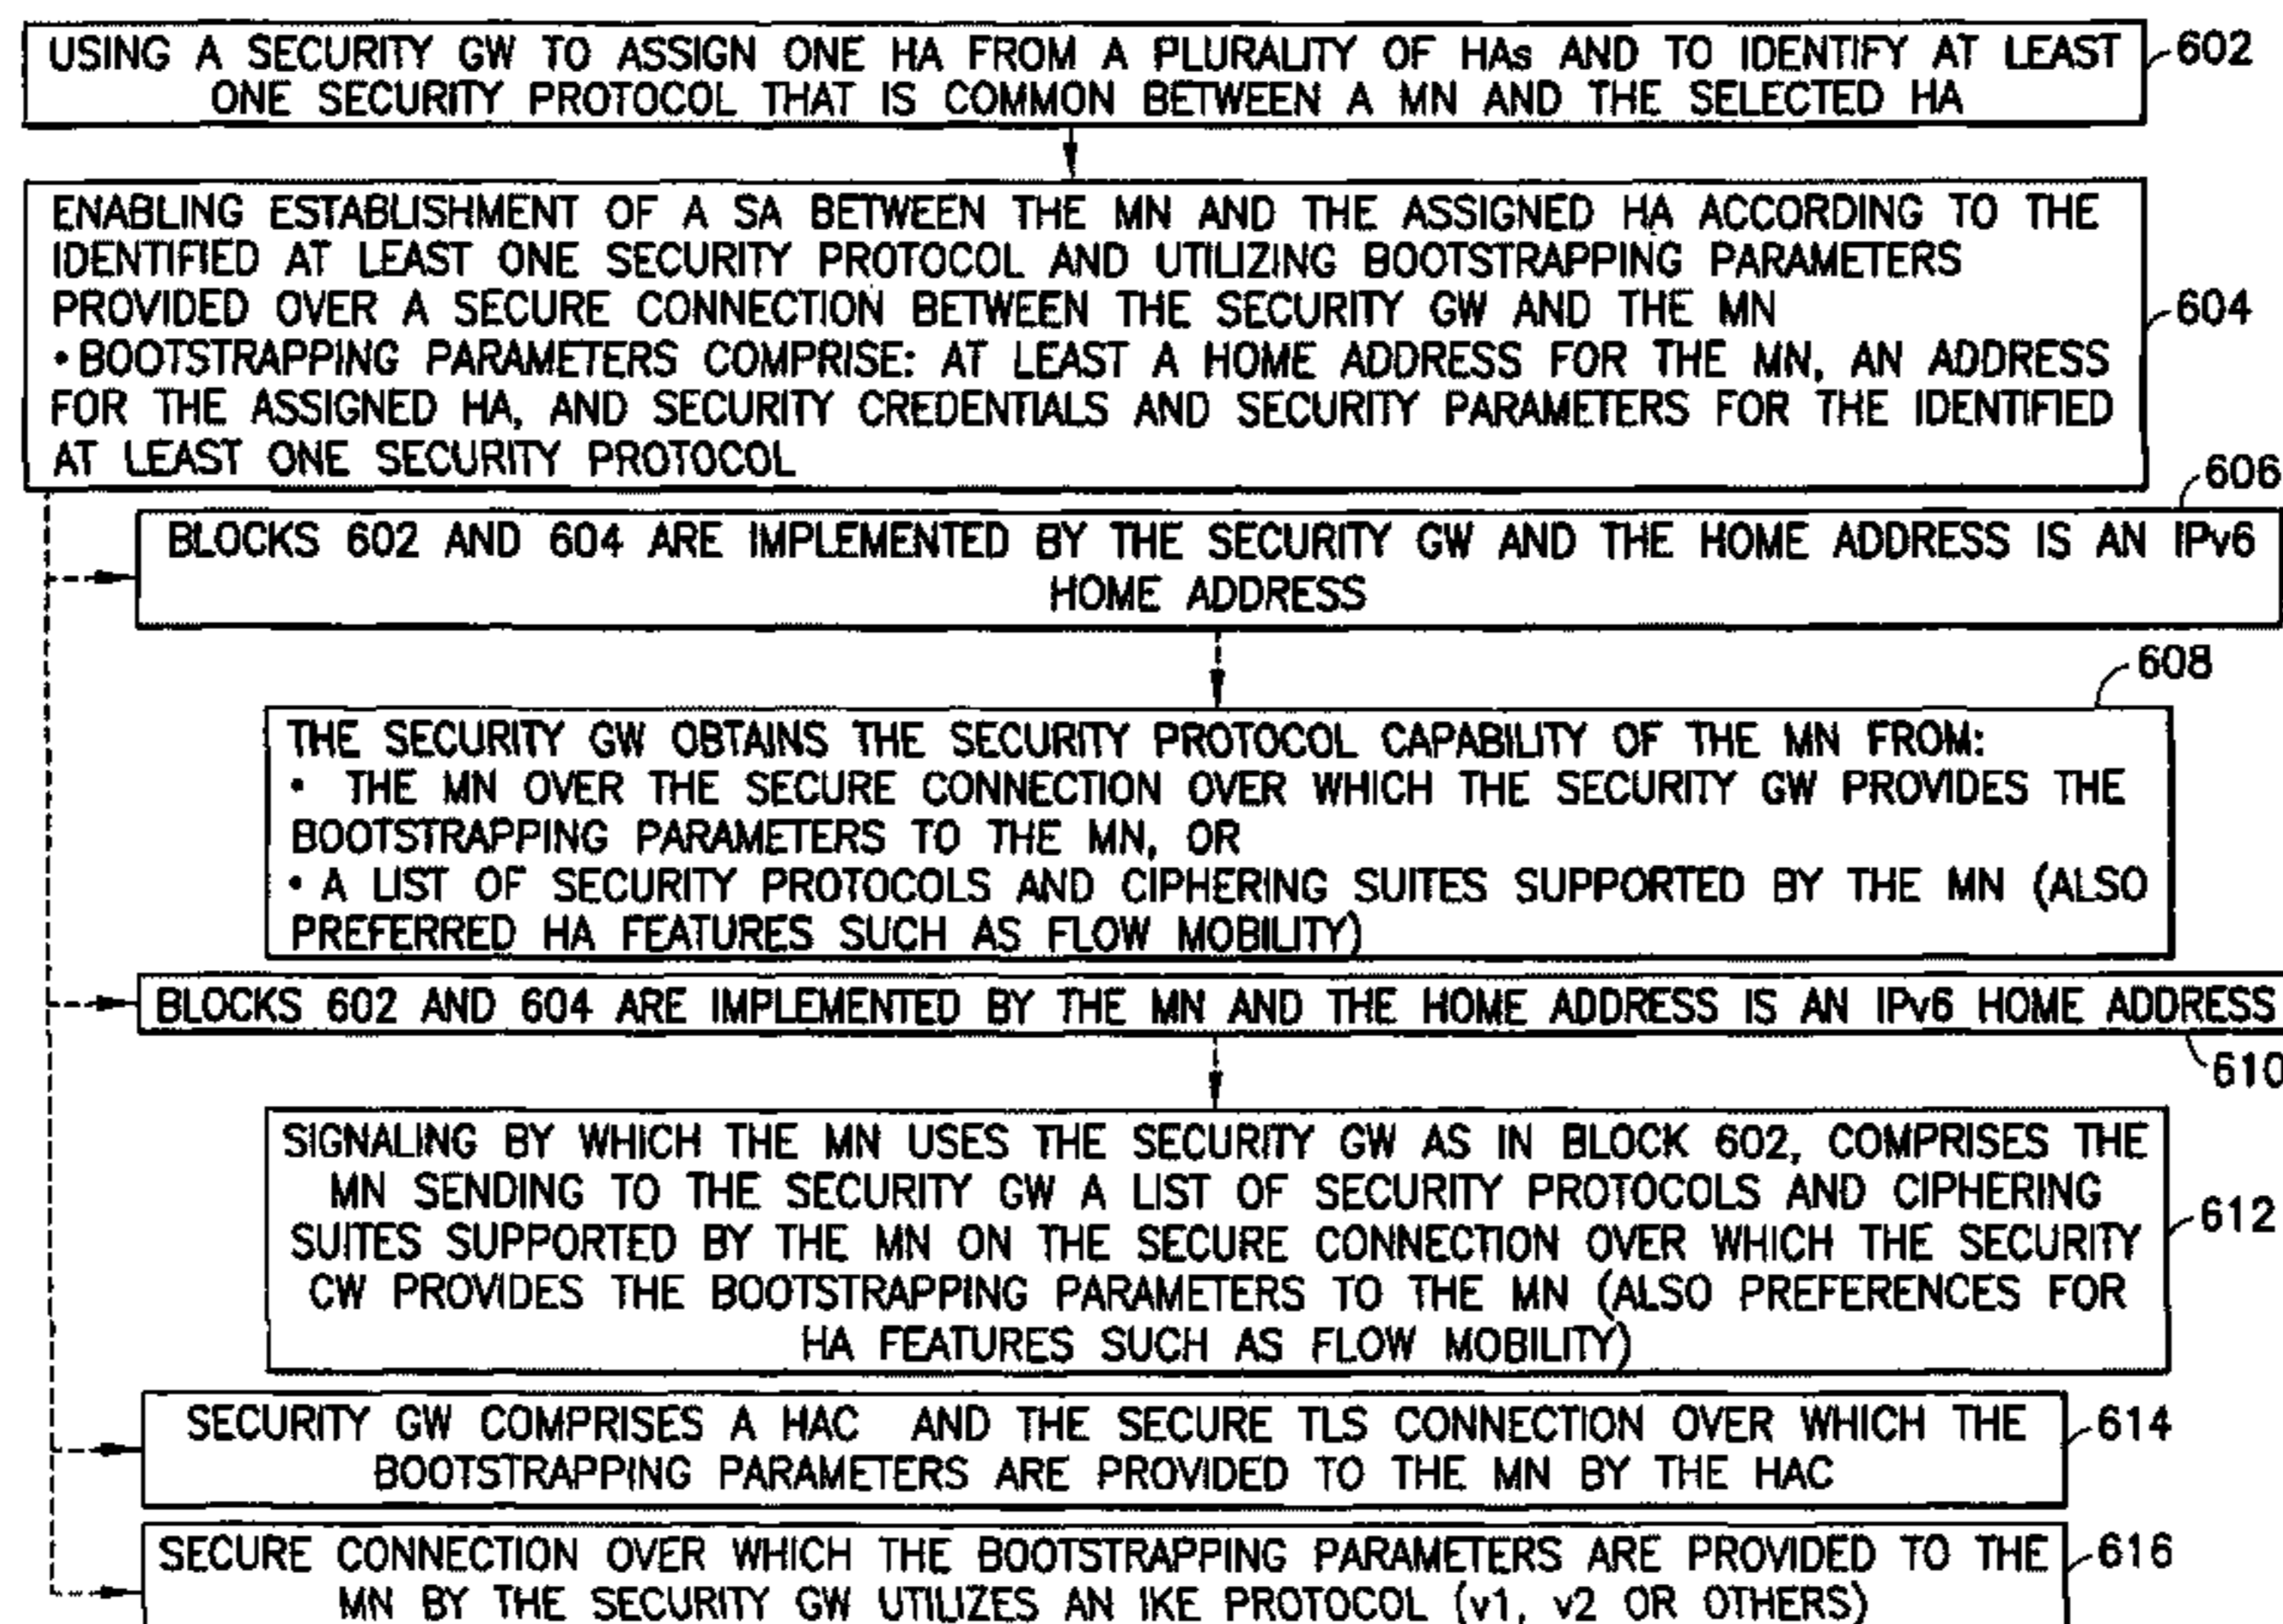 USING A SECURITY GW TO ASSIGN ONE HA FROM A PLURALITY OF HAs AND TO IDENTIFY AT LEAST
ONE SECURITY PROTOCOL THAT IS COMMON BETWEEN A MN AND THE SELECTED HA
602
ENABLING ESTABLISHMENT OF A SA BETWEEN THE MN AND THE ASSIGNED HA ACCORDING TO THE
IDENTIFIED AT LEAST ONE SECURITY PROTOCOL AND UTILIZING BOOTSTRAPPING PARAMETERS
PROVIDED OVER A SECURE CONNECTION BETWEEN THE SECURITY GW AND THE MN
• BOOTSTRAPPING PARAMETERS COMPRISE: AT LEAST A HOME ADDRESS FOR THE MN, AN ADDRESS
FOR THE ASSIGNED HA, AND SECURITY CREDENTIALS AND SECURITY PARAMETERS FOR THE IDENTIFIED
AT LEAST ONE SECURITY PROTOCOL
604
606
BLOCKS 602 AND 604 ARE IMPLEMENTED BY THE SECURITY GW AND THE HOME ADDRESS IS AN IPv6
HOME ADDRESS
608
THE SECURITY GW OBTAINS THE SECURITY PROTOCOL CAPABILITY OF THE MN FROM:
• THE MN OVER THE SECURE CONNECTION OVER WHICH THE SECURITY GW PROVIDES THE
BOOTSTRAPPING PARAMETERS TO THE MN, OR
• A LIST OF SECURITY PROTOCOLS AND CIPHERING SUITES SUPPORTED BY THE MN (ALSO
PREFERRED HA FEATURES SUCH AS FLOW MOBILITY)
BLOCKS 602 AND 604 ARE IMPLEMENTED BY THE MN AND THE HOME ADDRESS IS AN IPv6 HOME ADDRESS
610
SIGNALING BY WHICH THE MN USES THE SECURITY GW AS IN BLOCK 602, COMPRISES THE
MN SENDING TO THE SECURITY GW A LIST OF SECURITY PROTOCOLS AND CIPHERING
SUITES SUPPORTED BY THE MN ON THE SECURE CONNECTION OVER WHICH THE SECURITY
CW PROVIDES THE BOOTSTRAPPING PARAMETERS TO THE MN (ALSO PREFERENCES FOR
HA FEATURES SUCH AS FLOW MOBILITY)
612
SECURITY GW COMPRISES A HAC AND THE SECURE TLS CONNECTION OVER WHICH THE
BOOTSTRAPPING PARAMETERS ARE PROVIDED TO THE MN BY THE HAC
614
SECURE CONNECTION OVER WHICH THE BOOTSTRAPPING PARAMETERS ARE PROVIDED TO THE
MN BY THE SECURITY GW UTILIZES AN IKE PROTOCOL (v1, v2 OR OTHERS)
616